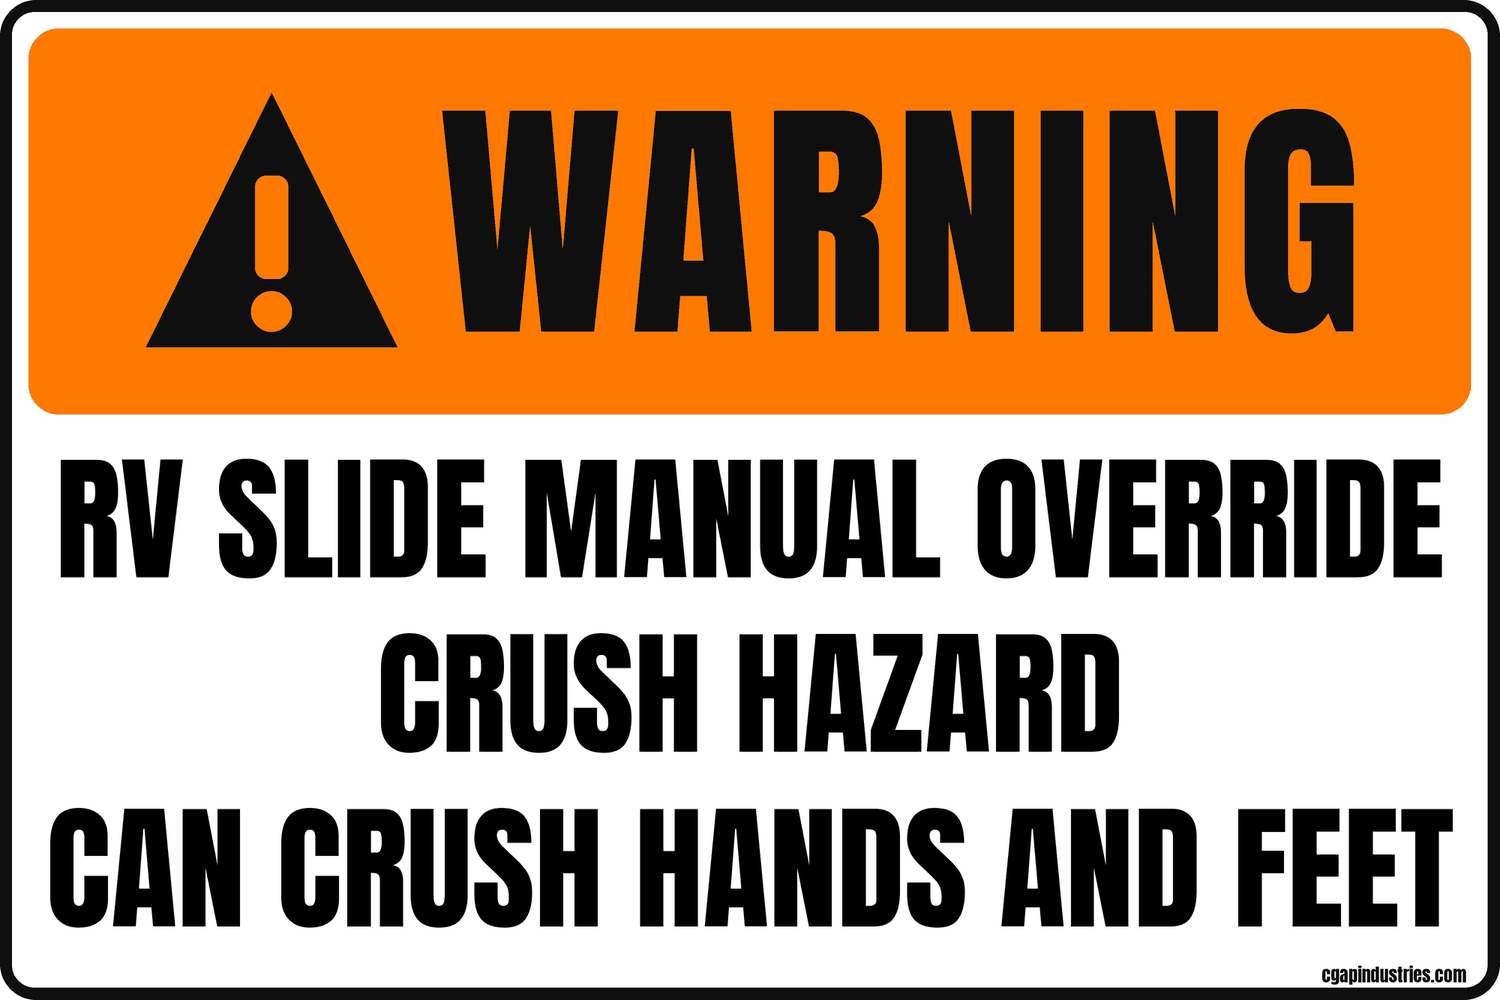 WARNING
RV SLIDE MANUAL OVERRIDE
CRUSH HAZARD
CAN CRUSH HANDS AND FEET
cgapindustries.com